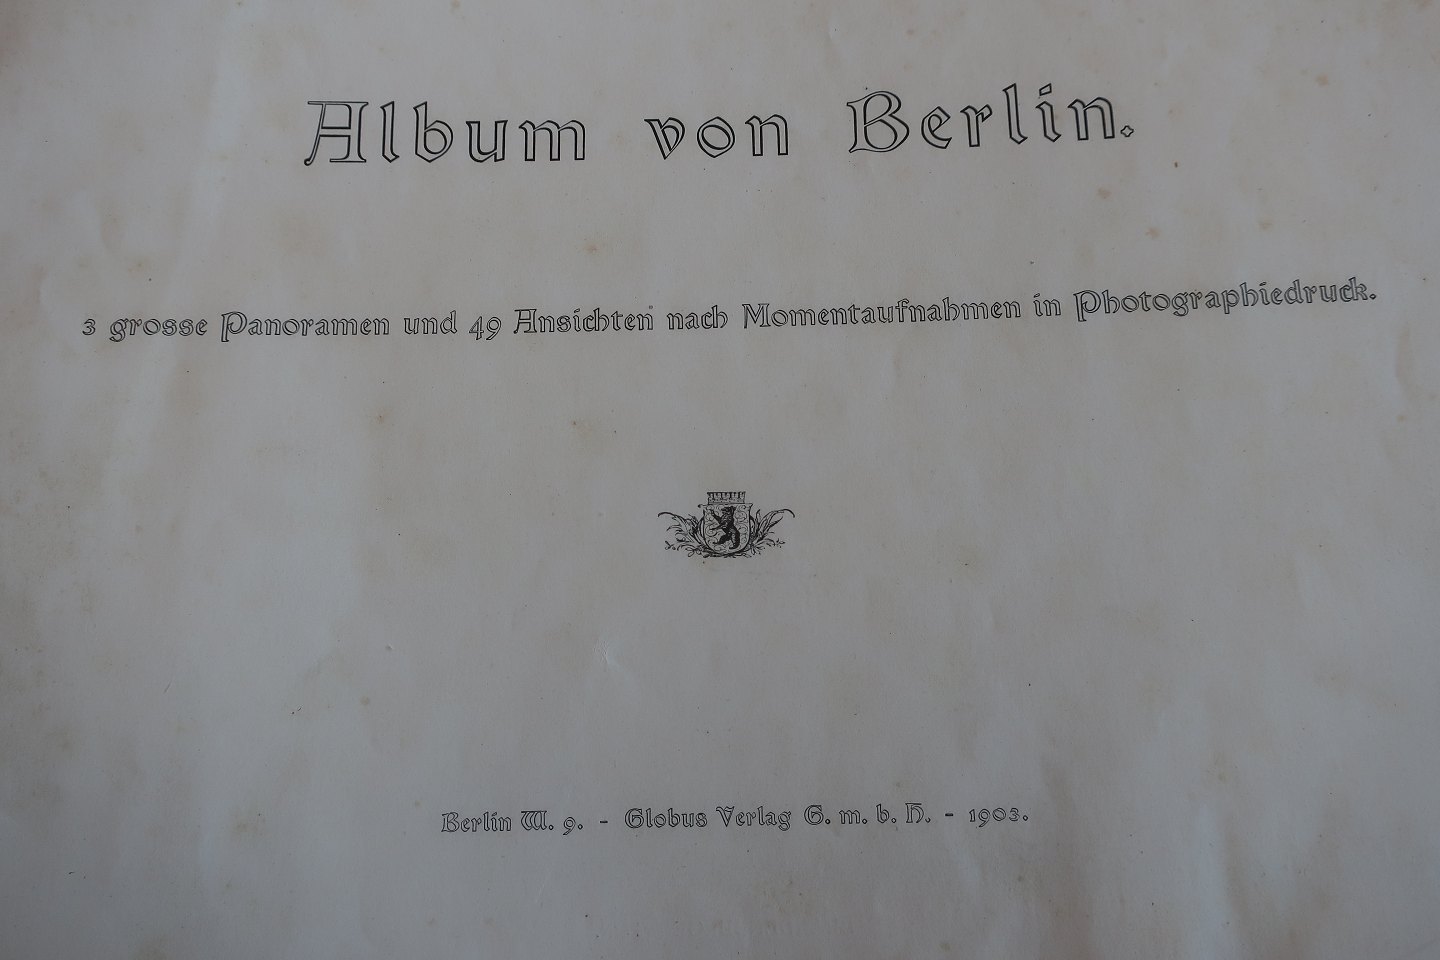 Album von Berlin.
3 grosse Panoramen und 49 Ansichten nach Momentaufnahmen in Photographiedruck.
Berlin W. 9. - Globus Verlag G. m. b. H. - 1903.